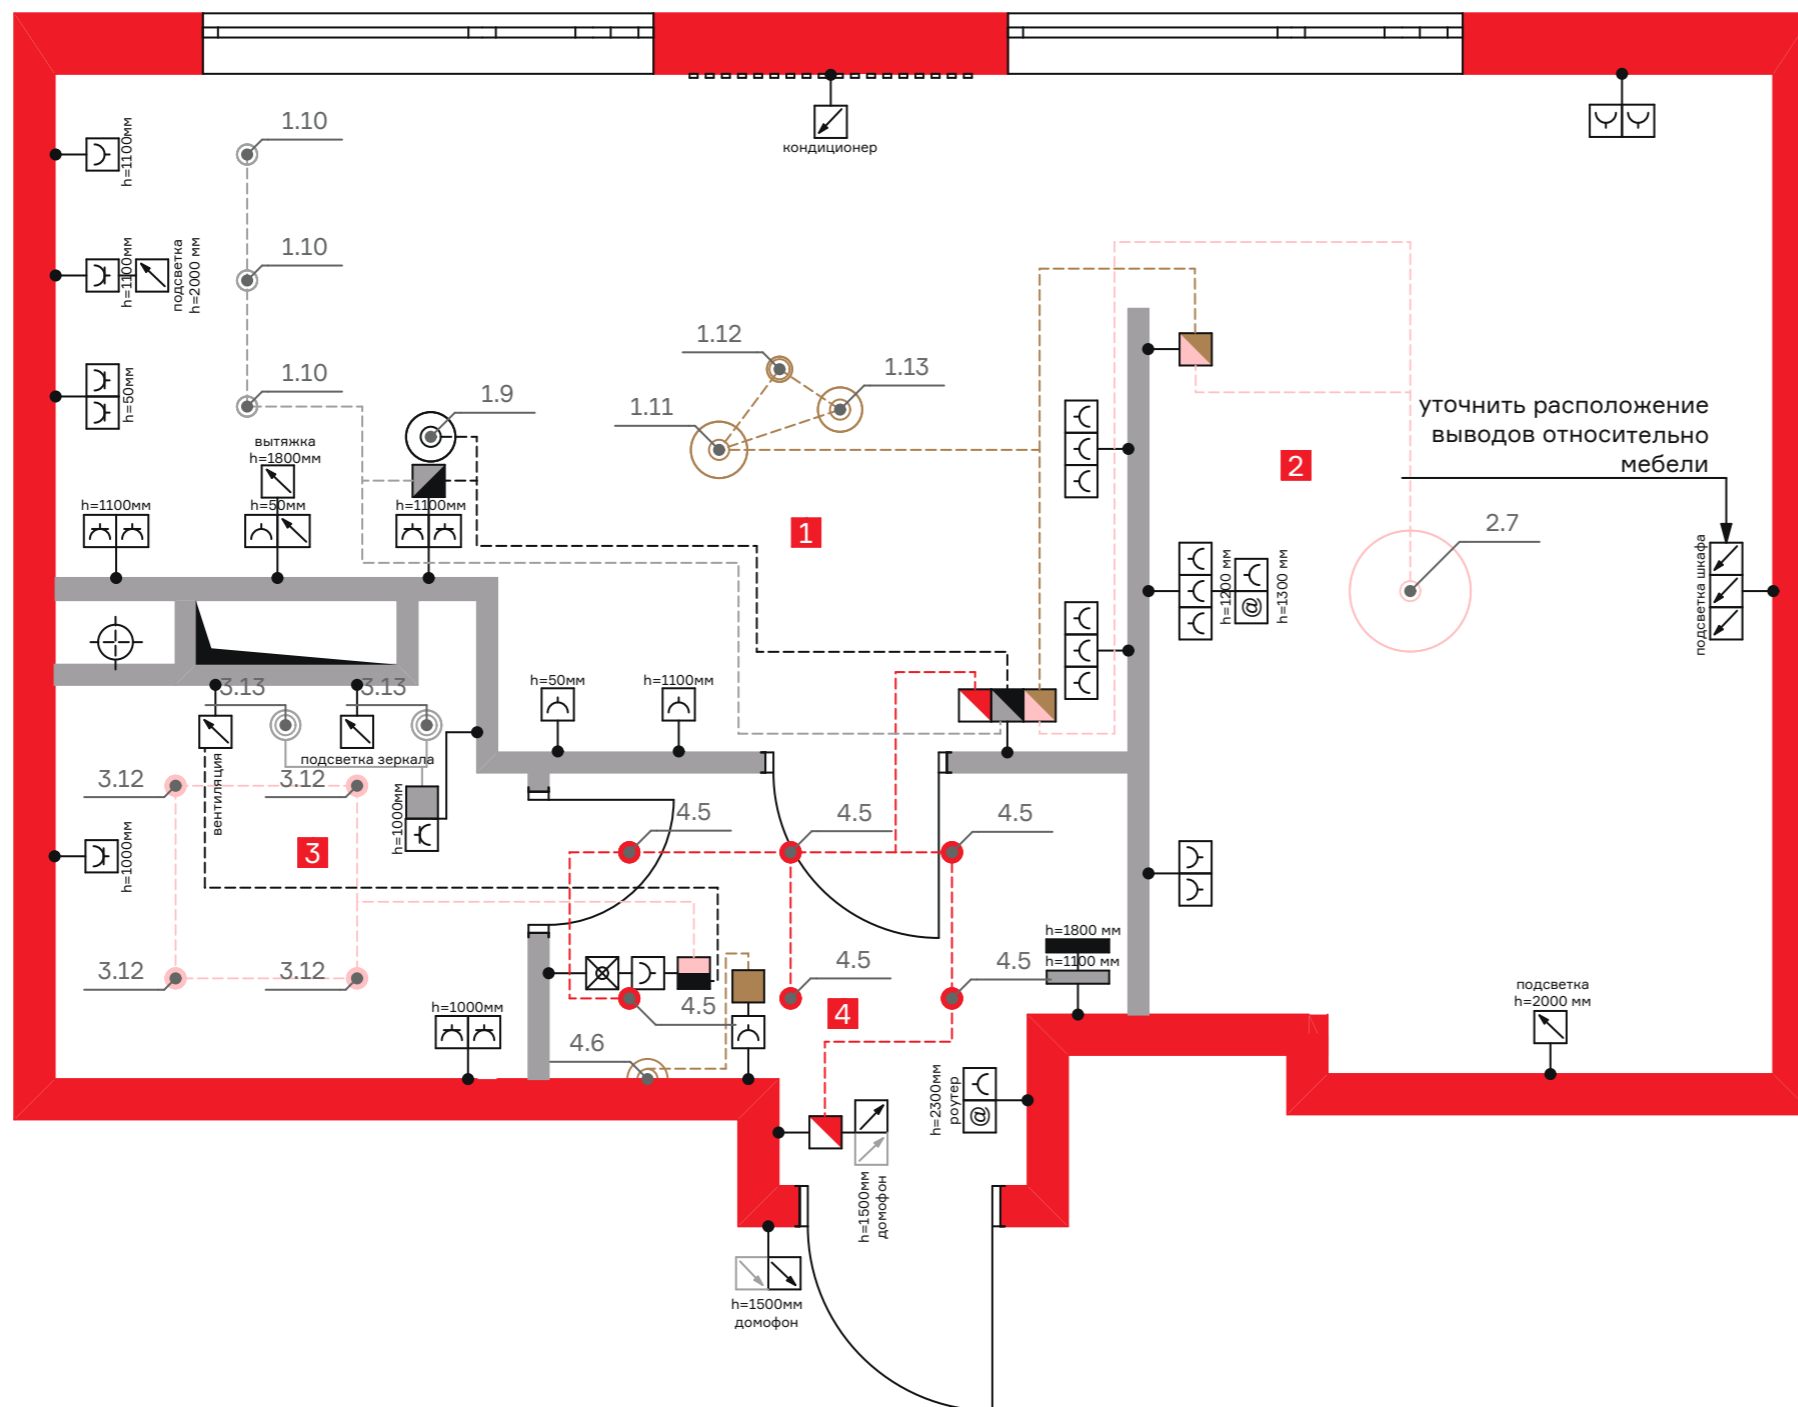 1.10
h=1100мм
кондиционер
1.10
h=1100мм
подсветка
h=2000 мм
1.12
1.13
1.10
1.9
1.11
h=50мм
уточнить расположение
выводов относительно
мебели
вытяжка
h=1800мм
h=1100мм
h=50мм
h=1100мм
1
2
2.7
h=1200 мм
@
h=1300 мм
подсветка шкафа
3.13
3.13
h=50мм
h=1100мм
подсветка зеркала
вентиляция
3.12
3.12
h=1000мм
4.5
4.5
4.5
3
h=1000мм
h=1800 мм
3.12
3.12
4.5
4.5
h=1100 мм
4.5
4
h=1000мм
подсветка
h=2000 мм
4.6
h=2300мм
роутер
@
h=1500мм
домофон
h=1500мм
домофон